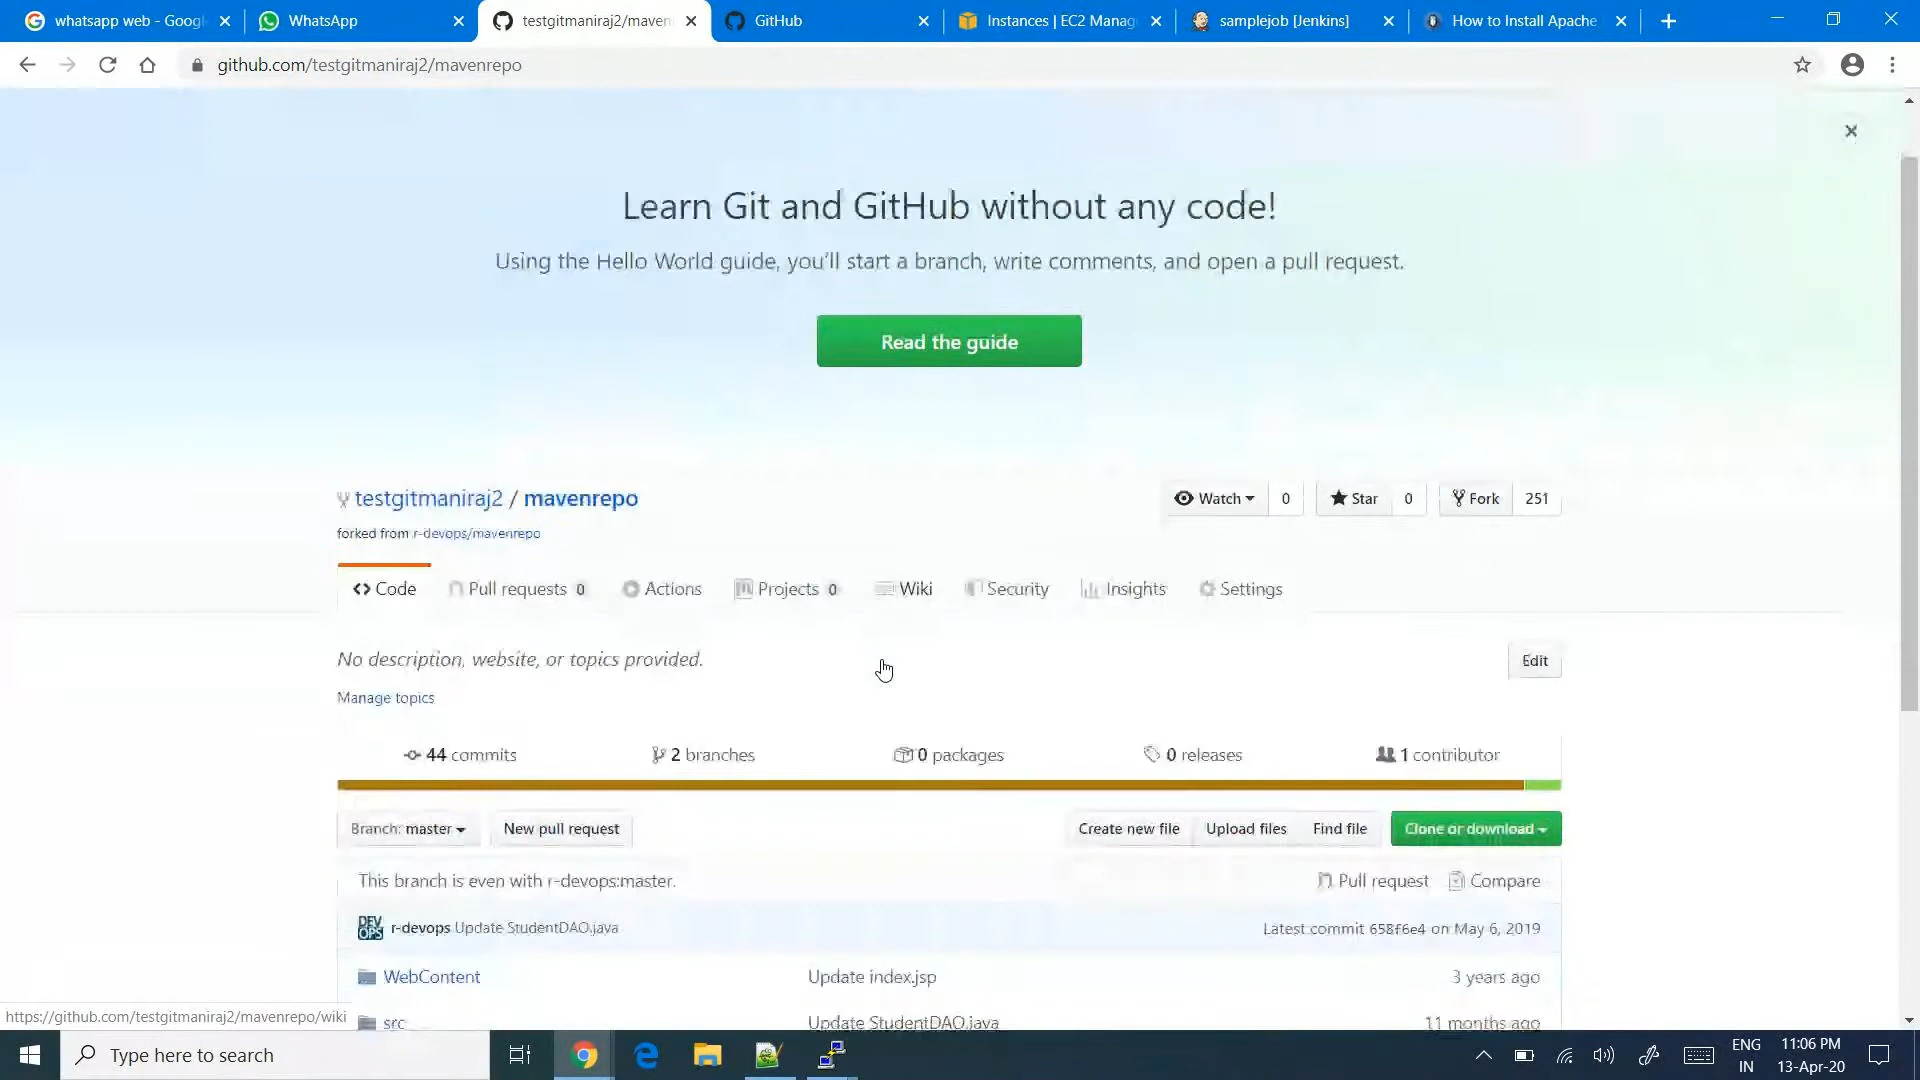 whatsapp web - Googl
WhatsApp
testgitmaniraj2/maven
GitHub
Instances | EC2 Manag
samplejob [Jenkins]
How to Install Apache
github.com/testgitmaniraj2/mavenrepo
Learn Git and GitHub without any code!
Using the Hello World guide, you'll start a branch, write comments, and open a pull request.
Read the guide
testgitmaniraj2 / mavenrepo
Watch 0 Star 0 Fork 251
forked from r-devops/mavenrepo
<> Code Pull requests 0 Actions Projects 0 Wiki Security Insights Settings
No description, website, or topics provided.
Edit
Manage topics
44 commits 2 branches 0 packages 0 releases 1 contributor
Branch: master New pull request Create new file Upload files Find file Clone or download
This branch is even with r-devops:master. Pull request Compare
DEV OPS r-devops Update StudentDAO.java Latest commit 658f6e4 on May 6, 2019
WebContent Update index.jsp 3 years ago
src Update StudentDAO.java 11 months ago
https://github.com/testgitmaniraj2/mavenrepo/wiki
Type here to search
ENG
IN
11:06 PM
13-Apr-20